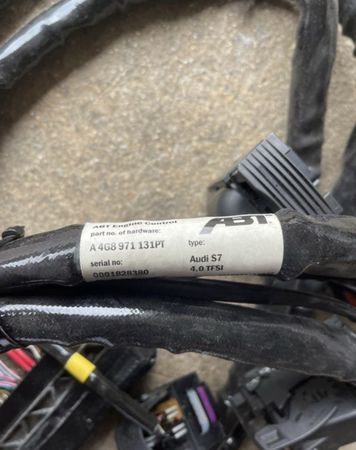 ABT Engine Control
part no. of hardware:
ABT
A 4G8 971 131PT
type:
serial no:
Audi S7
0001828380
4.0 TFSI